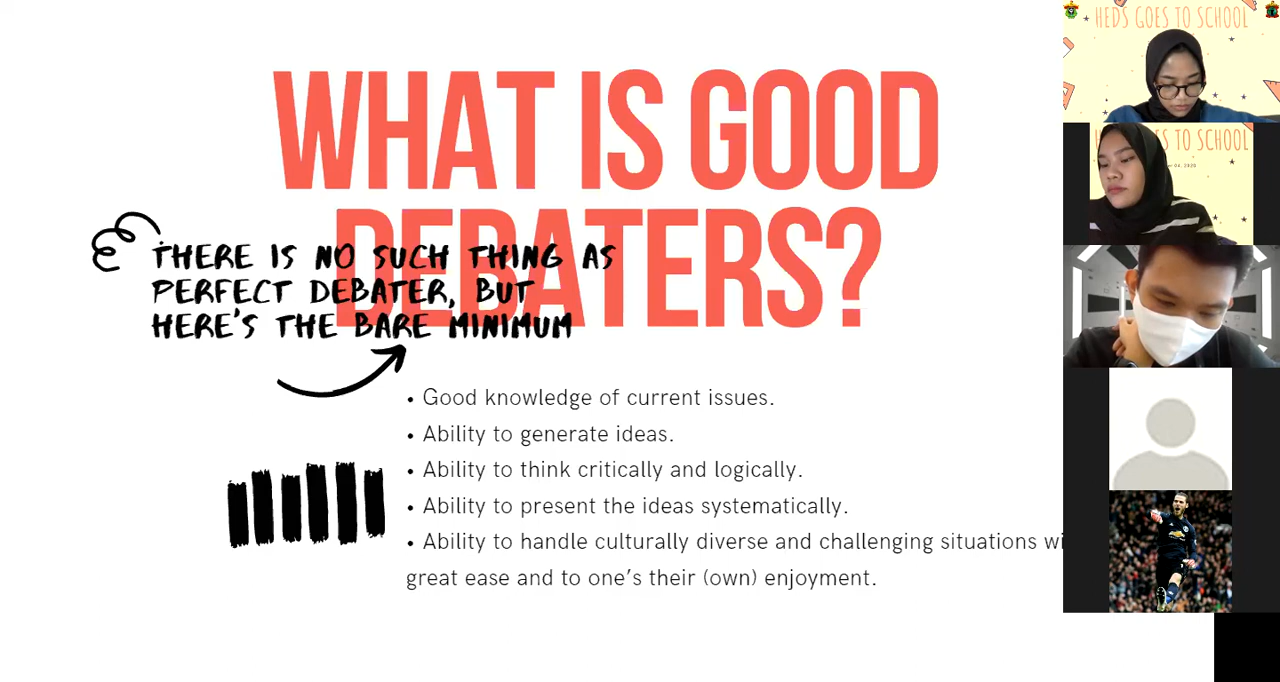 WHAT IS GOOD
DEBATERS?
THERE IS NO SUCH THING AS
PERFECT DEBATER, BUT
HERE'S THE BARE MINIMUM
• Good knowledge of current issues.
• Ability to generate ideas.
• Ability to think critically and logically.
• Ability to present the ideas systematically.
• Ability to handle culturally diverse and challenging situations wi
great ease and to one's their (own) enjoyment.
HEDS GOES TO SCHOOL
GOES TO SCHOOL